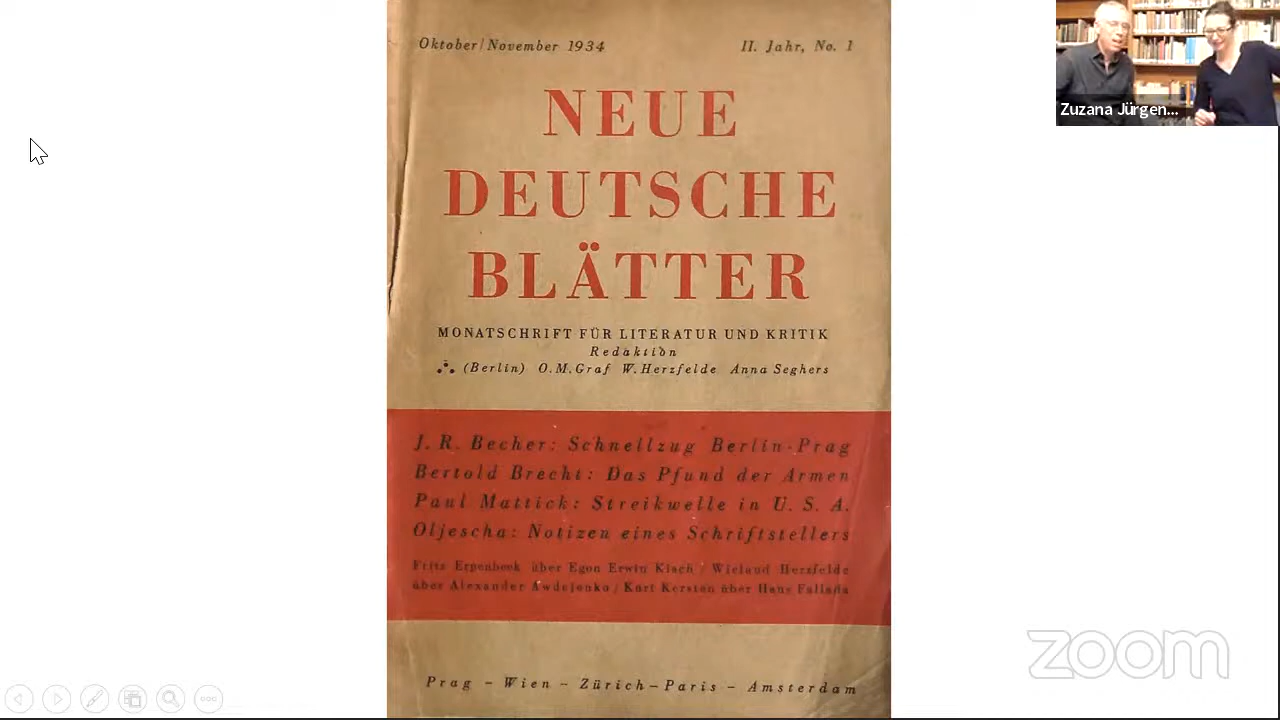 Oktober/November 1934 II. Jahr, No. 1
NEUE
DEUTSCHE
BLÄTTER
MONATSCHRIFT FÜR LITERATUR UND KRITIK
Redaktion
(Berlin) O.M.Graf W.Herzfelde Anna Seghers
J. R. Becher: Schnellzug Berlin-Prag
Bertold Brecht: Das Pfund der Armen
Paul Mattick: Streikwelle in U. S. A.
Oljescha: Notizen eines Schriftstellers
Fritz Erpenbeck über Egon Erwin Kisch / Wieland Herzfelde
über Alexander Awdejenko / Kurt Kersten über Hans Fallada
Prag - Wien - Zürich - Paris - Amsterdam
Zuzana Jürgen...
zoom